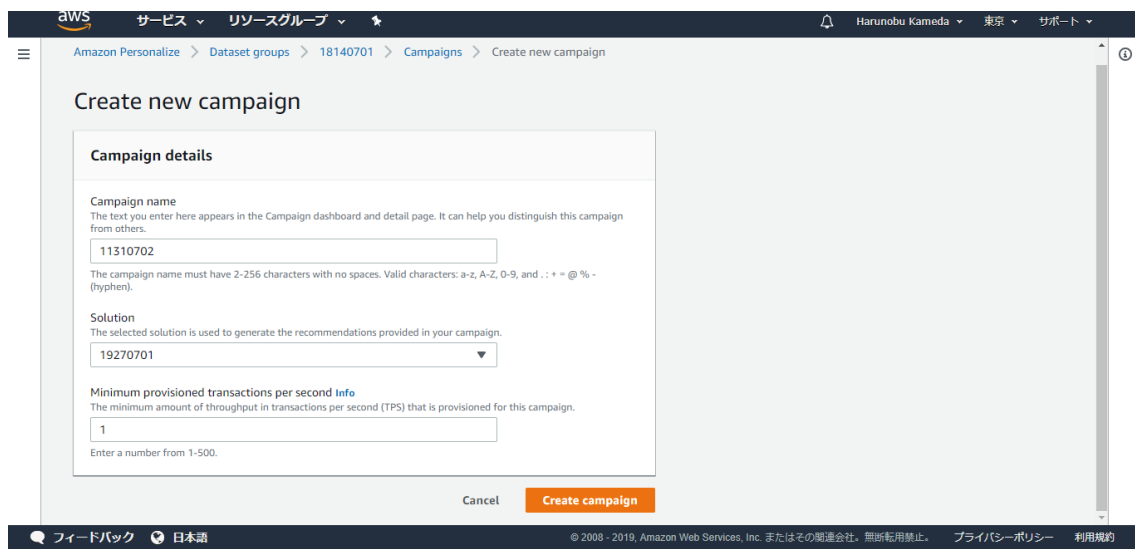 aws サービス リソースグループ Harunobu Kameda 東京 サポート
Amazon Personalize > Dataset groups > 18140701 > Campaigns > Create new campaign
Create new campaign
Campaign details
Campaign name
The text you enter here appears in the Campaign dashboard and detail page. It can help you distinguish this campaign
from others.
11310702
The campaign name must have 2-256 characters with no spaces. Valid characters: a-z, A-Z, 0-9, and . : + = @ % -
(hyphen).
Solution
The selected solution is used to generate the recommendations provided in your campaign.
19270701
Minimum provisioned transactions per second Info
The minimum amount of throughput in transactions per second (TPS) that is provisioned for this campaign.
1
Enter a number from 1-500.
Cancel Create campaign
フィードバック 日本語 © 2008 - 2019, Amazon Web Services, Inc. またはその関連会社。無断転用禁止。 プライバシーポリシー 利用規約